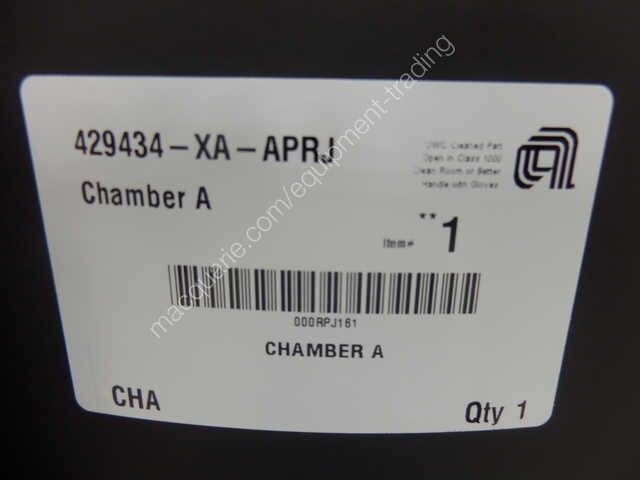 429434-XA-APRJ
Chamber A
UWC Cleaned Part
Open in Class 1000
Clean Room or Better
Handle with Gloves
Item# **1
000RPJ161
CHAMBER A
CHA
Qty 1
macquarie.com/equipment-trading